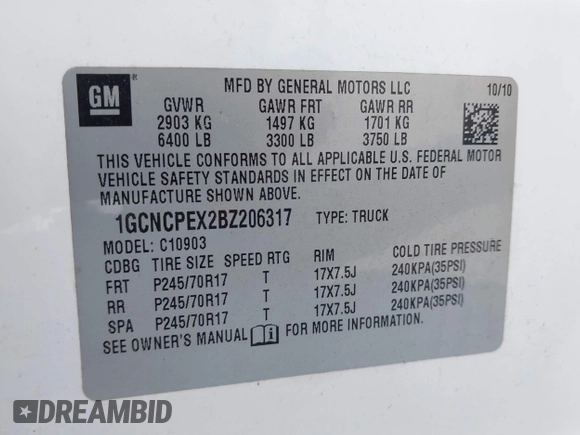 GM ®
MFD BY GENERAL MOTORS LLC 10/10
GVWR GAWR FRT GAWR RR
2903 KG 1497 KG 1701 KG
6400 LB 3300 LB 3750 LB
THIS VEHICLE CONFORMS TO ALL APPLICABLE U.S. FEDERAL MOTOR
VEHICLE SAFETY STANDARDS IN EFFECT ON THE DATE OF
MANUFACTURE SHOWN ABOVE.
1GCNCPEX2BZ206317 TYPE: TRUCK
MODEL: C10903
CDBG TIRE SIZE SPEED RTG RIM COLD TIRE PRESSURE
FRT P245/70R17 T 17X7.5J 240KPA(35PSI)
RR P245/70R17 T 17X7.5J 240KPA(35PSI)
SPA P245/70R17 T 17X7.5J 240KPA(35PSI)
SEE OWNER'S MANUAL i FOR MORE INFORMATION.
DREAMBID